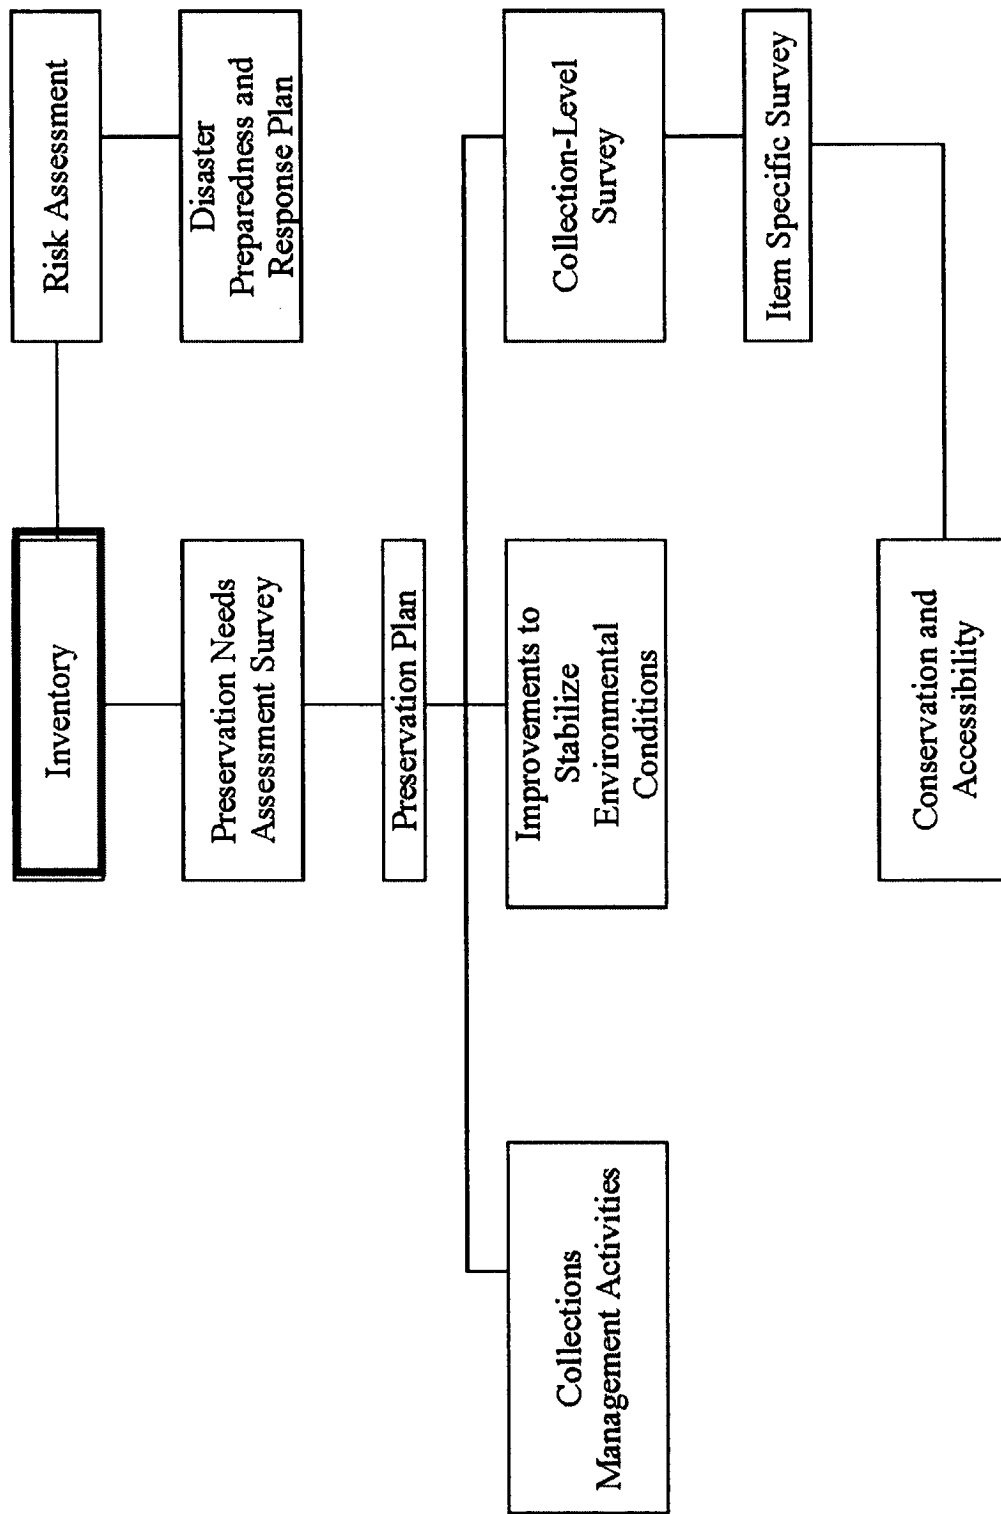 Inventory
Risk Assessment
Preservation Needs
Assessment Survey
Disaster
Preparedness and
Response Plan
Preservation Plan
Collections
Management Activities
Improvements to
Stabilize
Environmental
Conditions
Collection-Level
Survey
Item Specific Survey
Conservation and
Accessibility